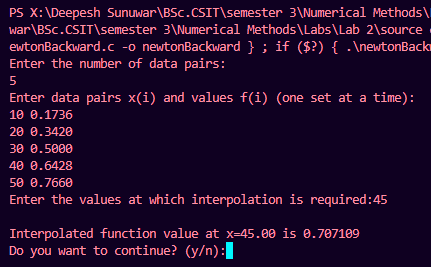 PS X:\Deepesh Sunuwar\BSc.CSIT\semester 3\Numerical Methods\
war\BSc.CSIT\semester 3\Numerical Methods\Labs\Lab 2\source
ewtonBackward.c -o newtonBackward } ; if ($?) { .\newtonBack
Enter the number of data pairs:
5
Enter data pairs x(i) and values f(i) (one set at a time):
10 0.1736
20 0.3420
30 0.5000
40 0.6428
50 0.7660
Enter the values at which interpolation is required:45
Interpolated function value at x=45.00 is 0.707109
Do you want to continue? (y/n):